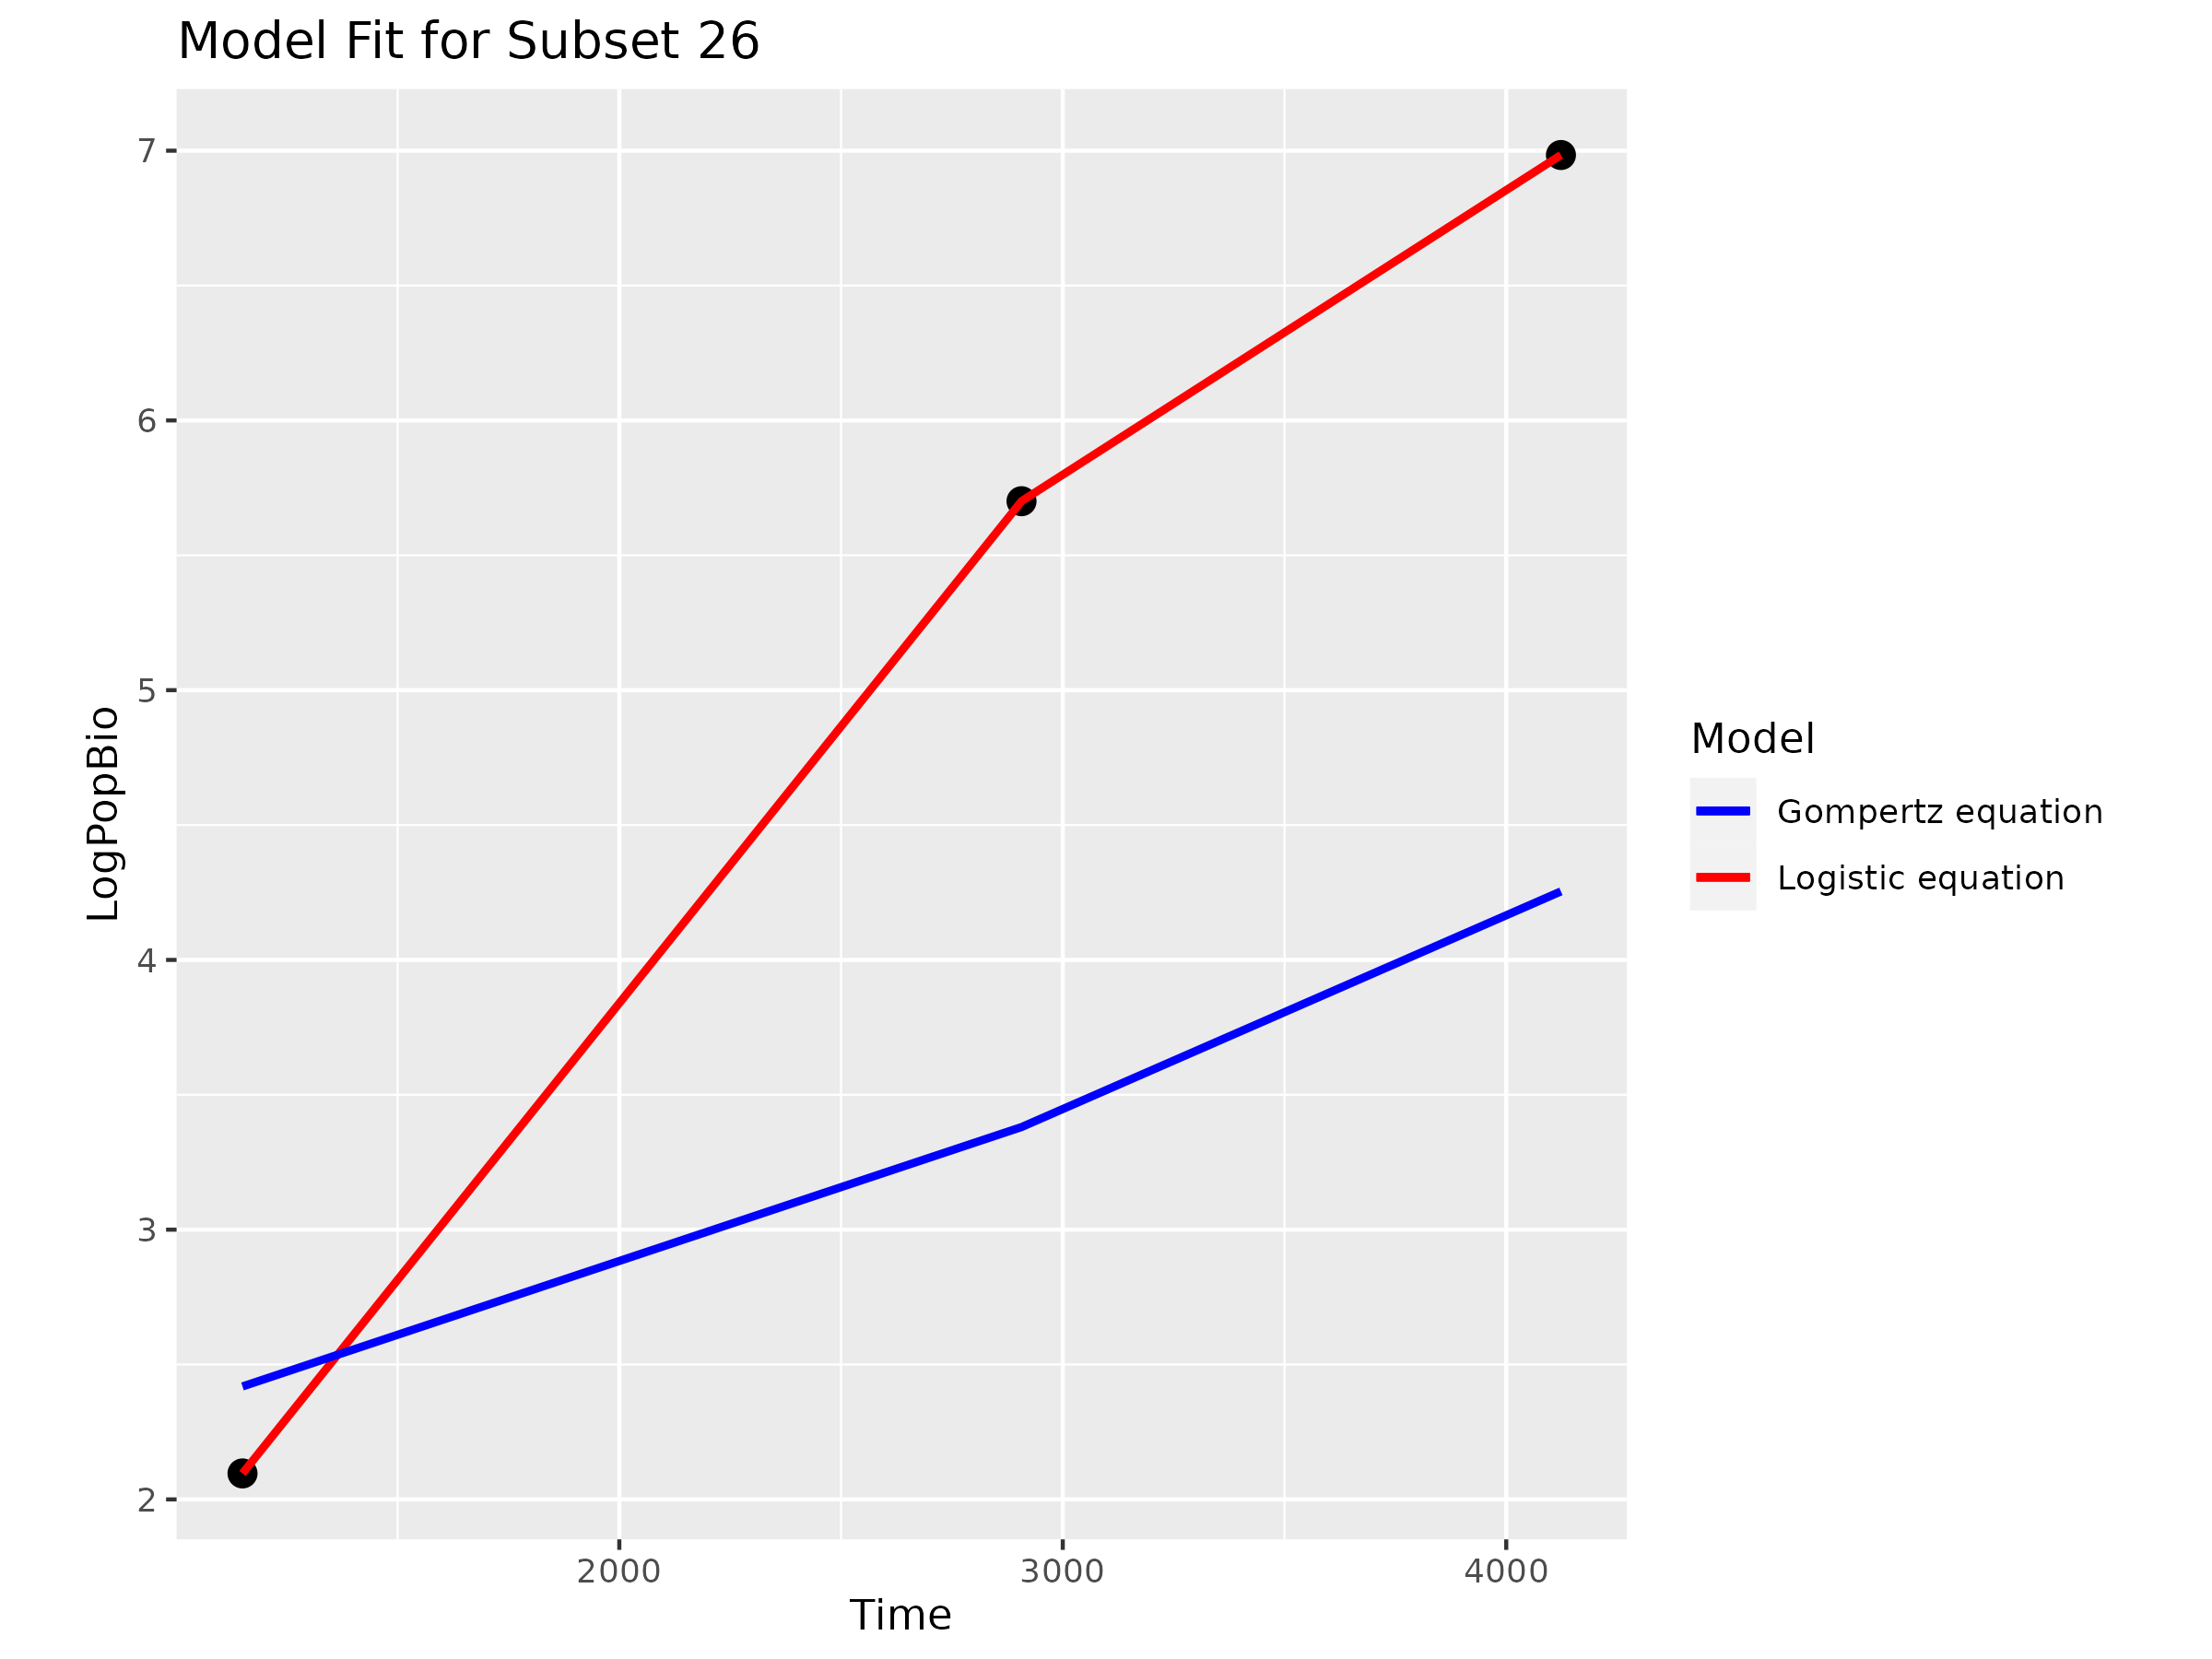 Model Fit for Subset 26
7
6
5
4
3
2
LogPopBio
2000 3000 4000
Time
Model
Gompertz equation
Logistic equation